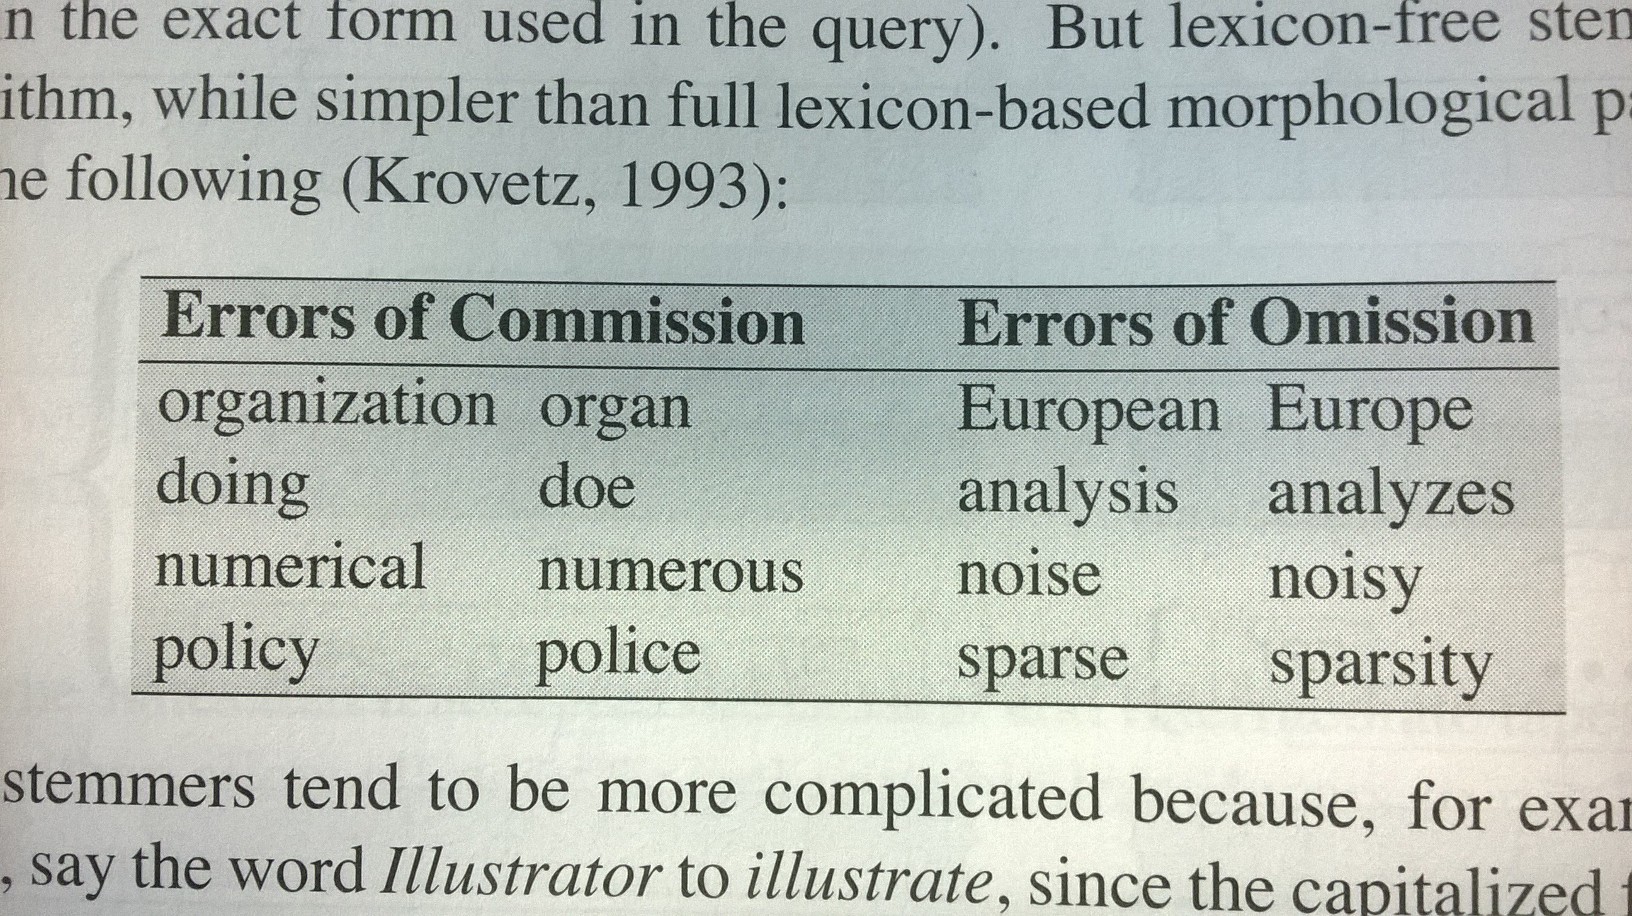 n the exact form used in the query). But lexicon-free sten
ithm, while simpler than full lexicon-based morphological p
ne following (Krovetz, 1993):
Errors of Commission Errors of Omission
organization organ European Europe
doing doe analysis analyzes
numerical numerous noise noisy
policy police sparse sparsity
stemmers tend to be more complicated because, for exar
, say the word Illustrator to illustrate, since the capitalized f